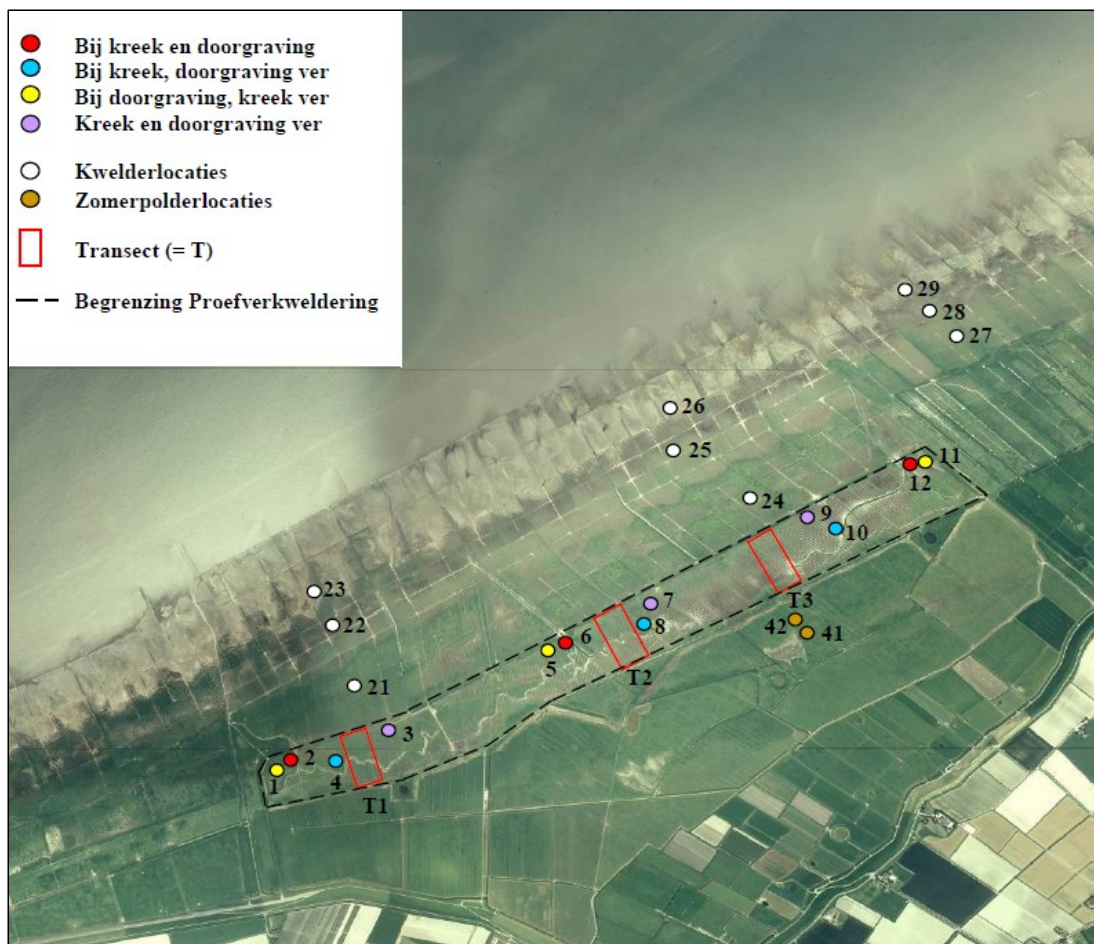 Bij kreek en doorgraving
Bij kreek, doorgraving ver
Bij doorgraving, kreek ver
Kreek en doorgraving ver
Kwelderlocaties
Zomerpolderlocaties
Transect (= T)
Begrenzing Proefverkweldering
29
28
27
26
25
24
11
12
9
10
23
22
21
7
8
6
5
T3
42
41
T2
3
2
1
4
T1